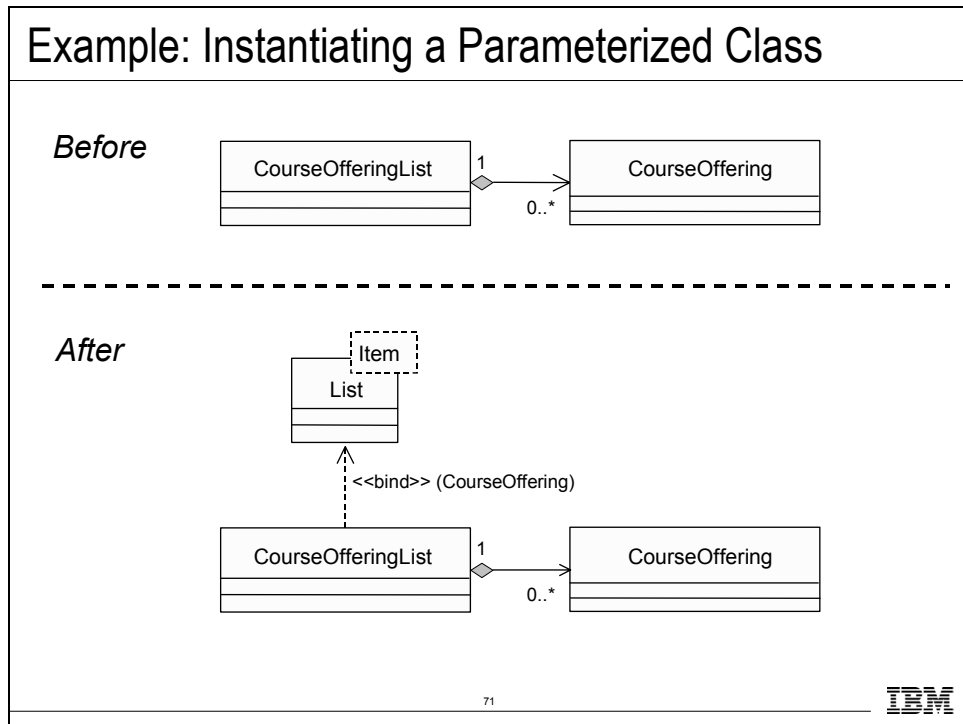 Example: Instantiating a Parameterized Class
Before
CourseOfferingList
1
0..*
CourseOffering
After
Item
List
<<bind>> (CourseOffering)
CourseOfferingList
1
0..*
CourseOffering
71
IBM